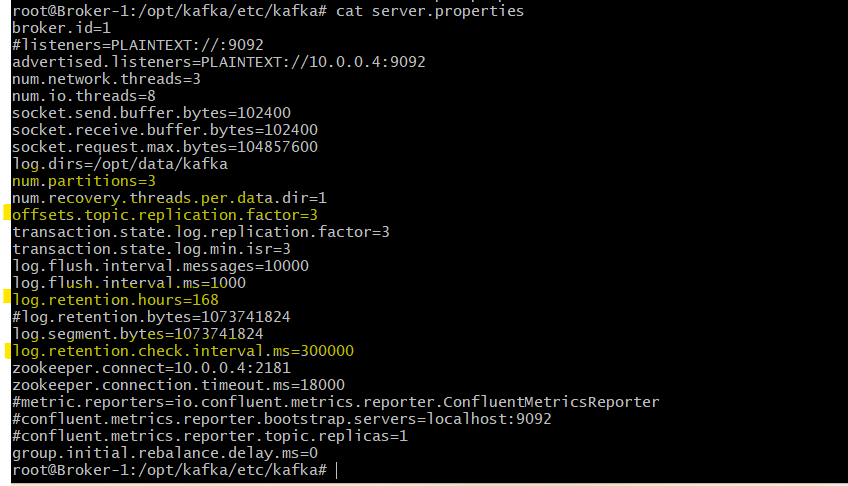 root@Broker-1:/opt/kafka/etc/kafka# cat server.properties
broker.id=1
#listeners=PLAINTEXT://:9092
advertised.listeners=PLAINTEXT://10.0.0.4:9092
num.network.threads=3
num.io.threads=8
socket.send.buffer.bytes=102400
socket.receive.buffer.bytes=102400
socket.request.max.bytes=104857600
log.dirs=/opt/data/kafka
num.partitions=3
num.recovery.threads.per.data.dir=1
offsets.topic.replication.factor=3
transaction.state.log.replication.factor=3
transaction.state.log.min.isr=3
log.flush.interval.messages=10000
log.flush.interval.ms=1000
log.retention.hours=168
#log.retention.bytes=1073741824
log.segment.bytes=1073741824
log.retention.check.interval.ms=300000
zookeeper.connect=10.0.0.4:2181
zookeeper.connection.timeout.ms=18000
#metric.reporters=io.confluent.metrics.reporter.ConfluentMetricsReporter
#confluent.metrics.reporter.bootstrap.servers=localhost:9092
#confluent.metrics.reporter.topic.replicas=1
group.initial.rebalance.delay.ms=0
root@Broker-1:/opt/kafka/etc/kafka#